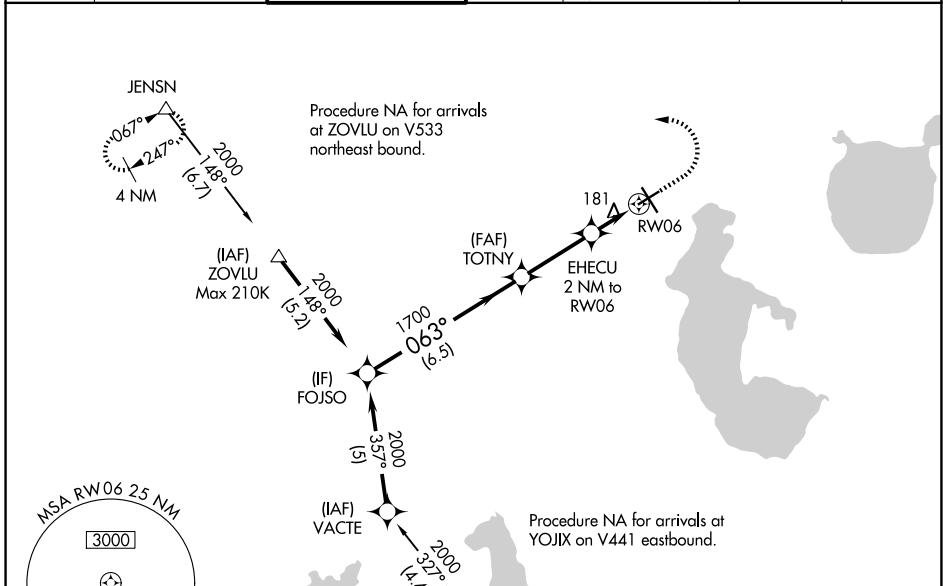 JENSN
067°
247°
4 NM
2000
148°
(6.7)
Procedure NA for arrivals
at ZOVLU on V533
northeast bound.
181
RW06
(IAF)
ZOVLU
Max 210K
2000
148°
(5.2)
(FAF)
TOTNY
EHECU
2 NM to
RW06
1700
063°
(6.5)
(IF)
FOJSO
2000
357°
(5)
(IAF)
VACTE
MSA RW06 25 NM
3000
Procedure NA for arrivals at
YOJIX on V441 eastbound.
2000
327°